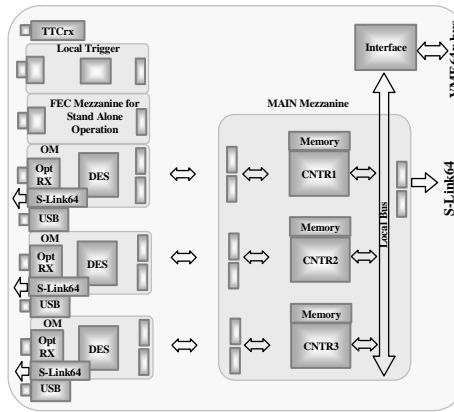 TTCrx
Local Trigger
FEC Mezzanine for
Stand Alone
Operation
OM
Opt
RX
DES
S-Link64
USB
OM
Opt
RX
DES
S-Link64
USB
OM
Opt
RX
DES
S-Link64
USB
MAIN Mezzanine
Memory
CNTR1
Memory
CNTR2
Memory
CNTR3
Local Bus
Interface
VME64x bus
S-Link64